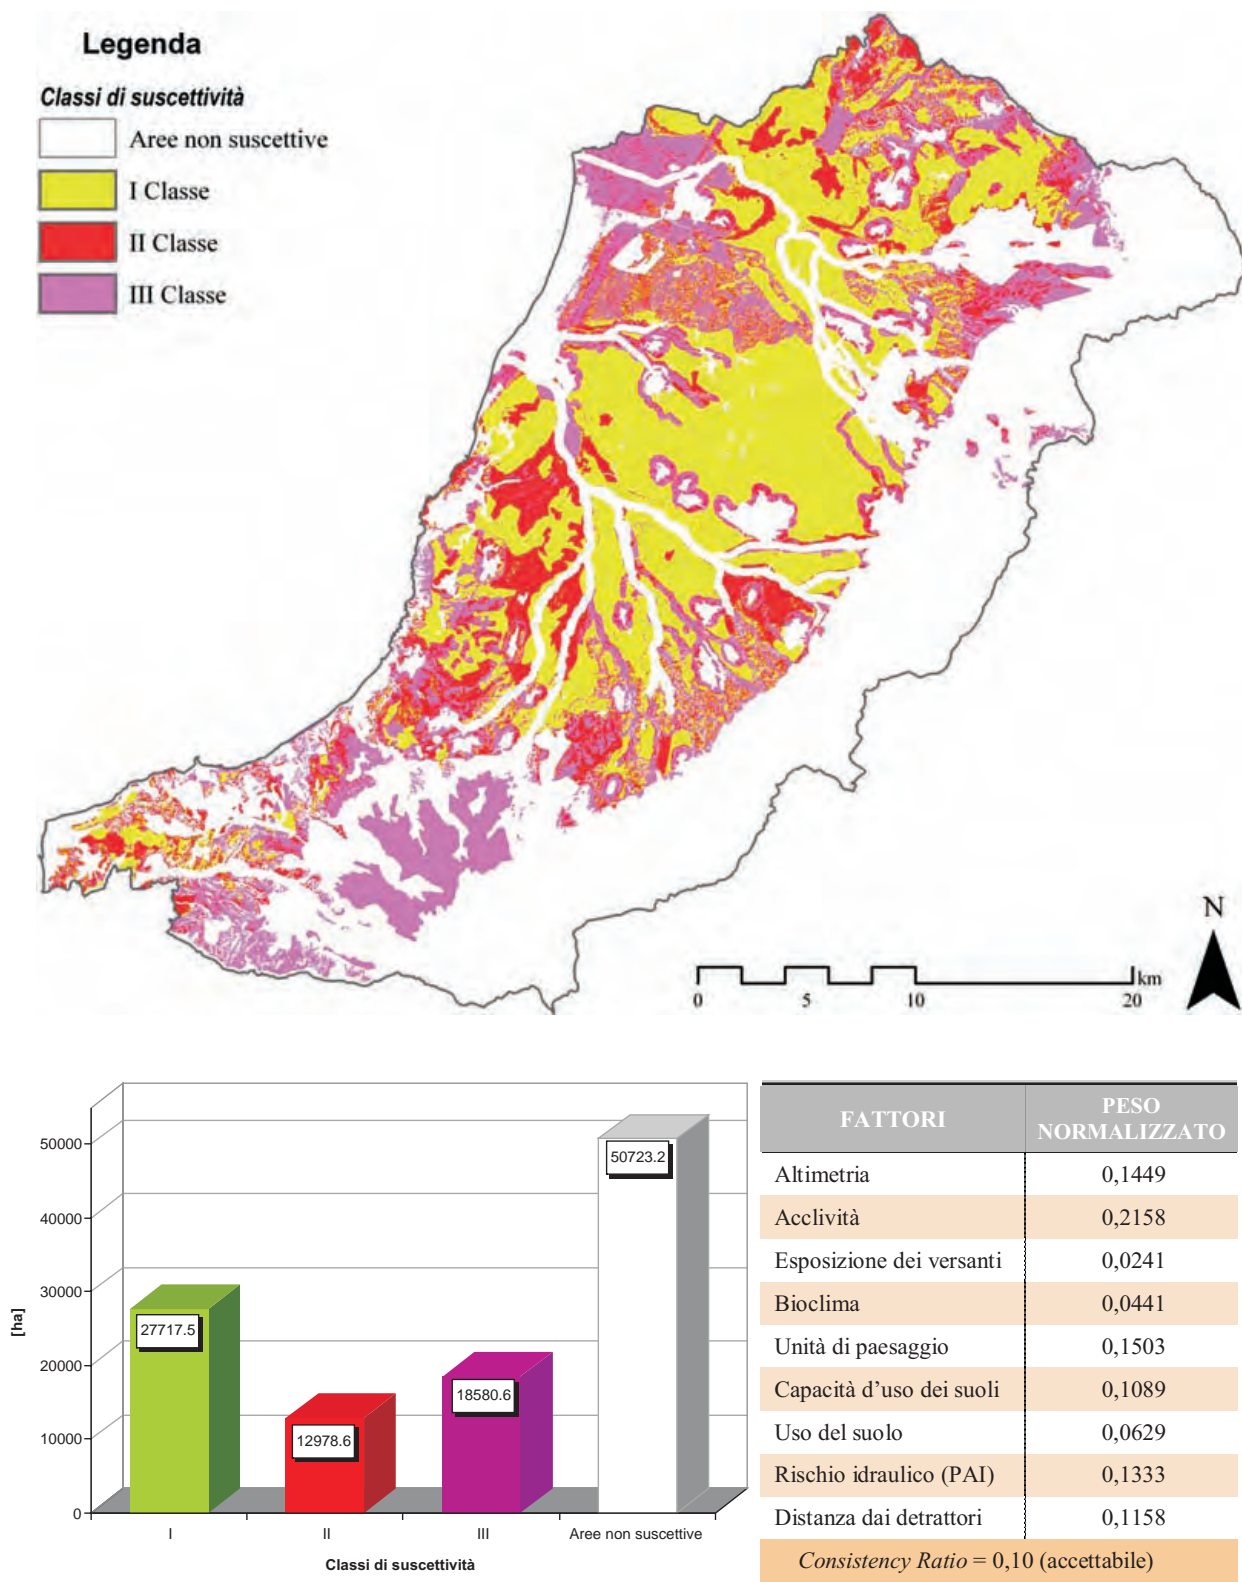 Legenda
Classi di suscettività
Aree non suscettive
I Classe
II Classe
III Classe
N
km
0 5 10 20
50000
40000
30000
20000
10000
0
[ha]
27717.5
12978.6
18580.6
50723.2
I II III Aree non suscettive
Classi di suscettività
FATTORI PESO NORMALIZZATO
Altimetria 0,1449
Acclività 0,2158
Esposizione dei versanti 0,0241
Bioclima 0,0441
Unità di paesaggio 0,1503
Capacità d'uso dei suoli 0,1089
Uso del suolo 0,0629
Rischio idraulico (PAI) 0,1333
Distanza dai detrattori 0,1158
Consistency Ratio = 0,10 (accettabile)